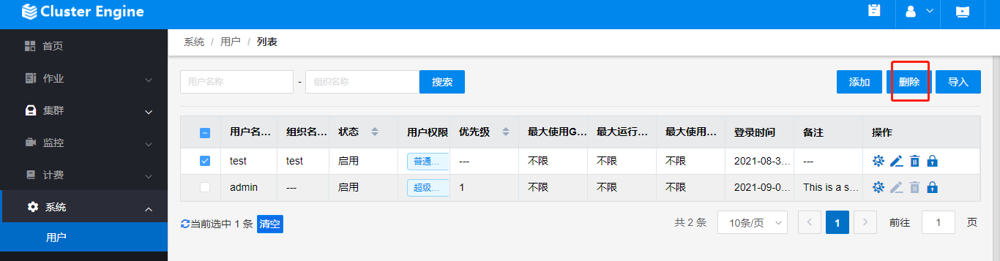 Cluster Engine
首页
作业
集群
监控
计费
系统
用户
系统 / 用户 / 列表
用户名称 - 组织名称 搜索 添加 删除 导入
用户名... 组织名... 状态 用户权限 优先级 最大使用G... 最大运行... 最大使用... 登录时间 备注 操作
test test 启用 普通... --- 不限 不限 不限 2021-08-3... ---
admin --- 启用 超级... 1 不限 不限 不限 2021-09-0... This is a s...
当前选中 1 条 清空 共 2 条 10条/页 1 前往 1 页